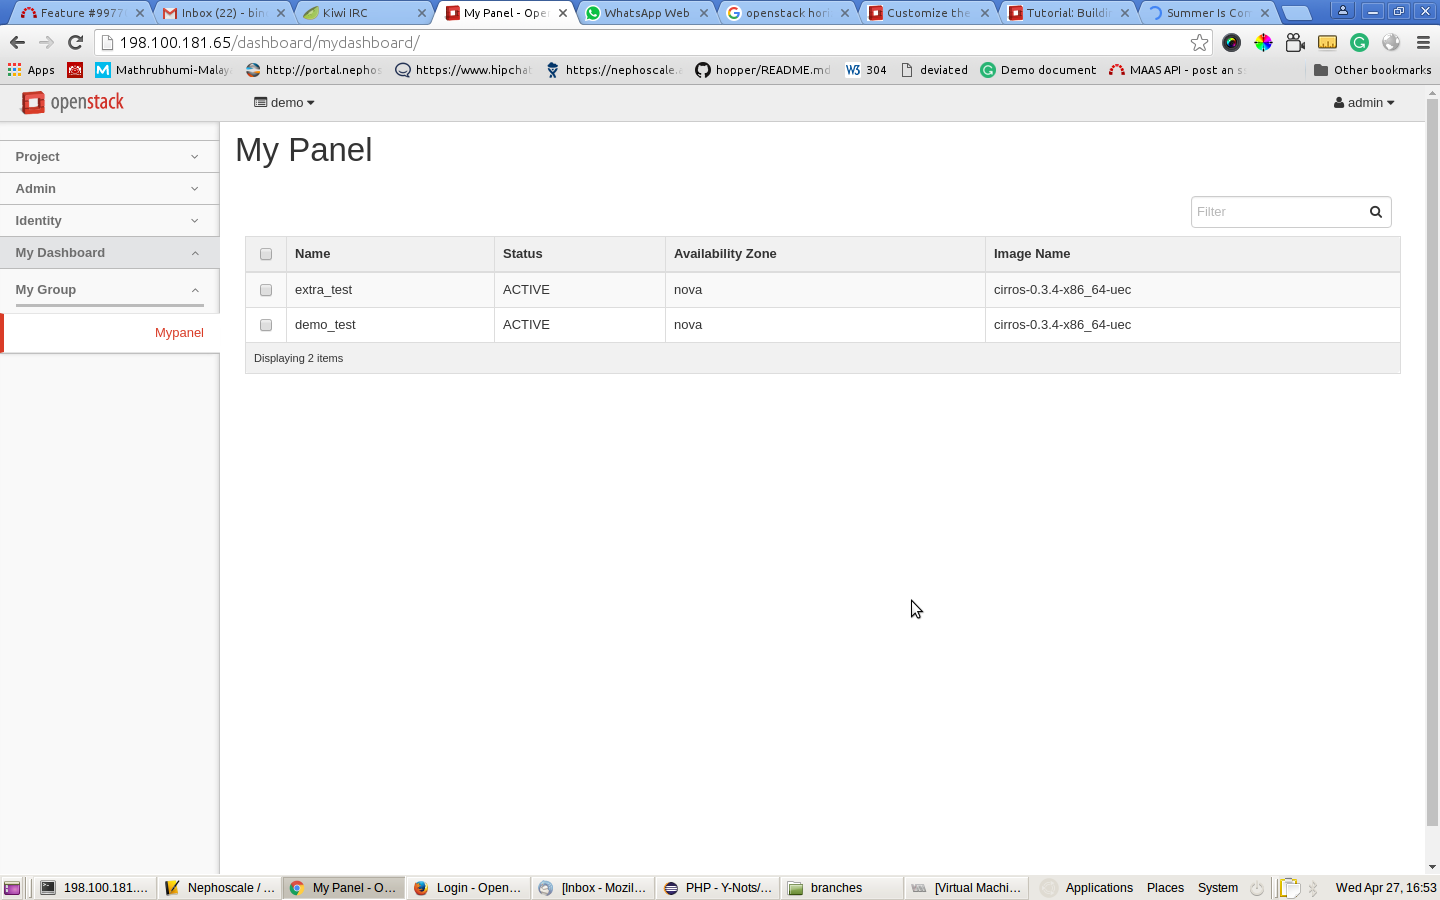 Feature #9977 Inbox (22) - bin Kiwi IRC My Panel - Ope WhatsApp Web openstack hori Customize the Tutorial: Buildi Summer Is Com
198.100.181.65/dashboard/mydashboard/
Apps Mathrubhumi-Malay http://portal.nephos https://www.hipcha https://nephoscale. hopper/README.md W3 304 deviated Demo document MAAS API - post an s Other bookmarks
openstack demo admin
My Panel
Project
Admin
Identity
My Dashboard
My Group
Mypanel
Filter
Name Status Availability Zone Image Name
extra_test ACTIVE nova cirros-0.3.4-x86_64-uec
demo_test ACTIVE nova cirros-0.3.4-x86_64-uec
Displaying 2 items
198.100.181.... Nephoscale / ... My Panel - O... Login - Open... [Inbox - Mozil... PHP - Y-Nots/... branches [Virtual Machi... Applications Places System Wed Apr 27, 16:53